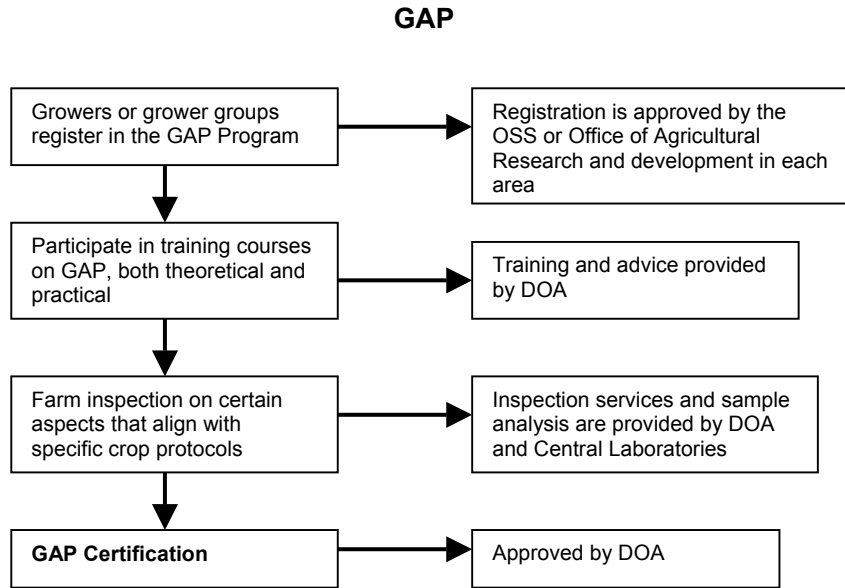 GAP
Growers or grower groups
register in the GAP Program
Registration is approved by the
OSS or Office of Agricultural
Research and development in each
area
Participate in training courses
on GAP, both theoretical and
practical
Training and advice provided
by DOA
Farm inspection on certain
aspects that align with
specific crop protocols
Inspection services and sample
analysis are provided by DOA
and Central Laboratories
GAP Certification
Approved by DOA